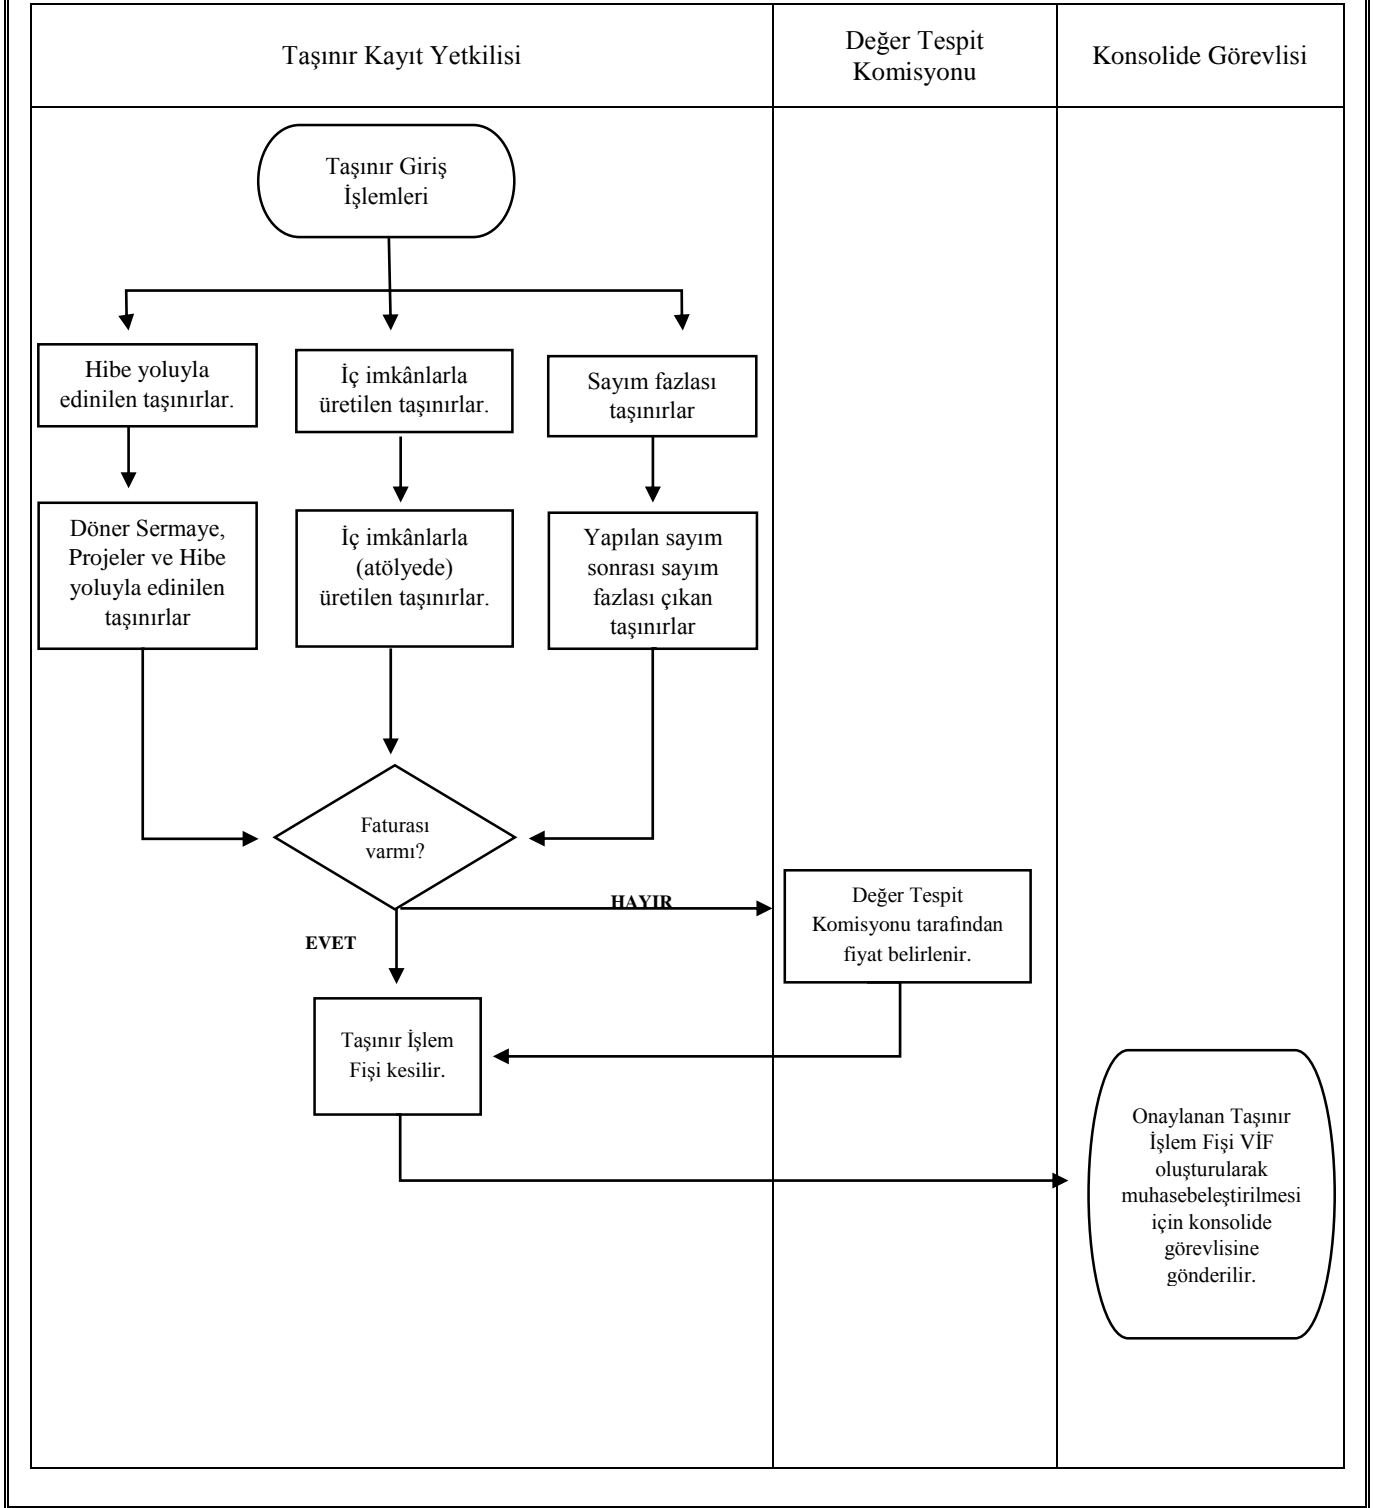 Taşınır Kayıt Yetkilisi
Değer Tespit
Komisyonu
Konsolide Görevlisi
Taşınır Giriş
İşlemleri
Hibe yoluyla
edinilen taşınırlar.
İç imkânlarla
üretilen taşınırlar.
Sayım fazlası
taşınırlar
Döner Sermaye,
Projeler ve Hibe
yoluyla edinilen
taşınırlar
İç imkânlarla
(atölyede)
üretilen taşınırlar.
Yapılan sayım
sonrası sayım
fazlası çıkan
taşınırlar
Faturası
varmı?
HAYIR
EVET
Değer Tespit
Komisyonu tarafından
fiyat belirlenir.
Taşınır İşlem
Fişi kesilir.
Onaylanan Taşınır
İşlem Fişi VİF
oluşturularak
muhasebeleştirilmesi
için konsolide
görevlisine
gönderilir.